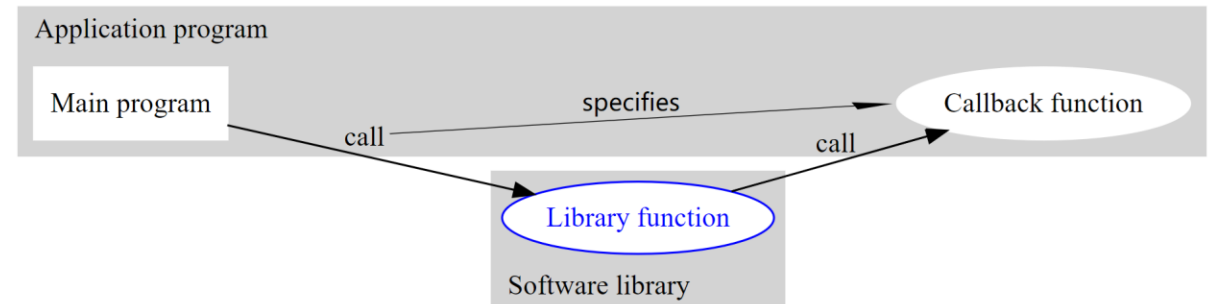 Application program
Main program
specifies
Callback function
call
call
Library function
Software library